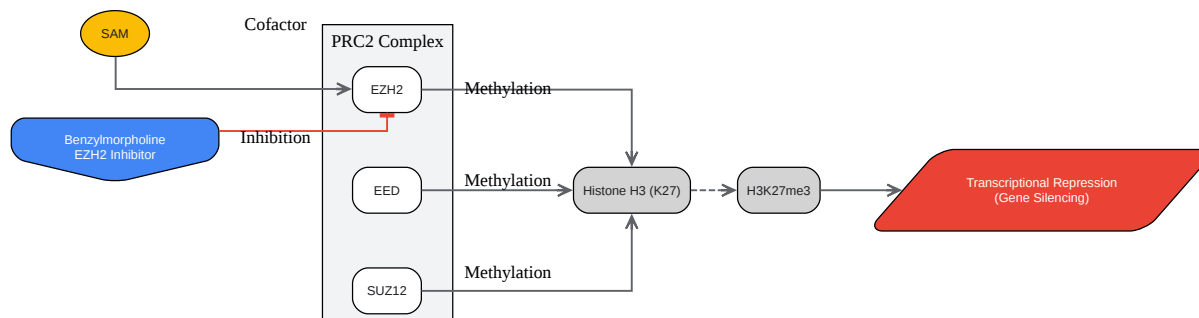 SAM
Cofactor
PRC2 Complex
EZH2
Methylation
Benzylmorpholine
EZH2 Inhibitor
Inhibition
EED
Methylation
Histone H3 (K27)
H3K27me3
Transcriptional Repression
(Gene Silencing)
SUZ12
Methylation